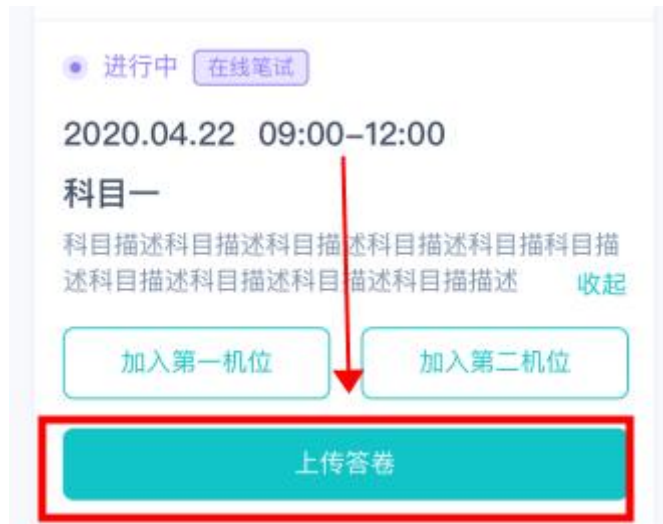 进行中 在线笔试
2020.04.22 09:00-12:00
科目一
科目描述科目描述科目描述科目描述科目描科目描
述科目描述科目描述科目描述科目描描述 收起
加入第一机位 加入第二机位
上传答卷